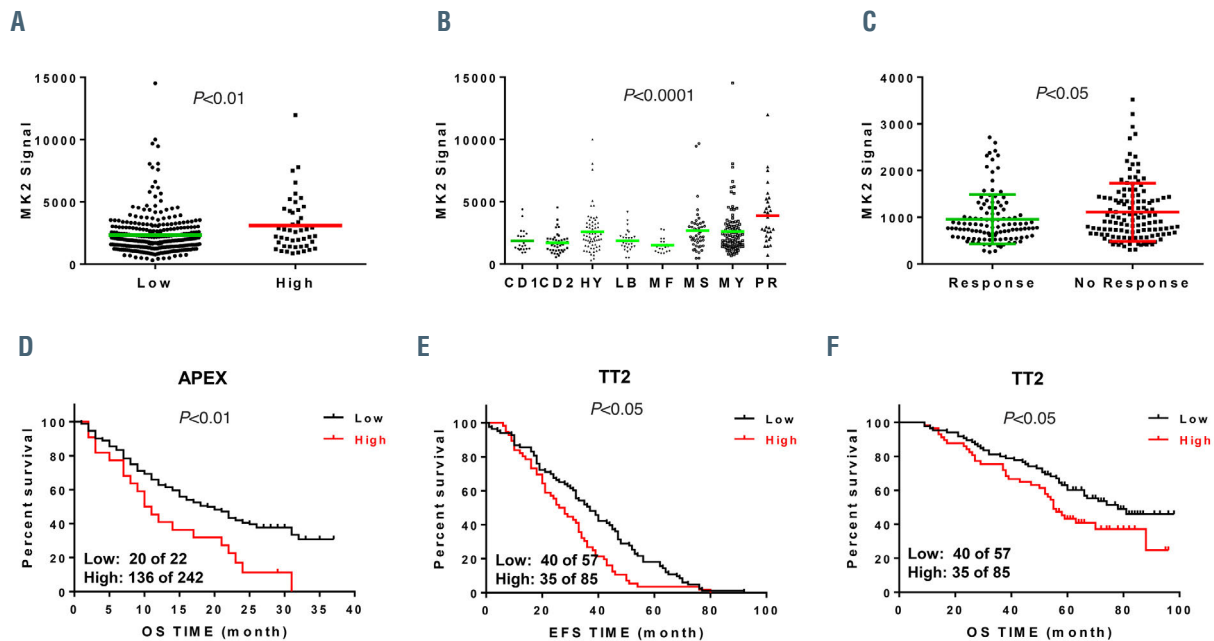 A
B
C
15000
10000
5000
0
MK2 Signal
P<0.01
Low
High
15000
10000
5000
0
MK2 Signal
P<0.0001
CD1 CD2 HY LB MF MS MY PR
4000
3000
2000
1000
0
MK2 Signal
P<0.05
Response
No Response
D
E
F
APEX
P<0.01
Low
High
100
80
60
40
20
0
Percent survival
Low: 20 of 22
High: 136 of 242
0 10 20 30 40
OS TIME (month)
TT2
P<0.05
Low
High
100
80
60
40
20
0
Percent survival
Low: 40 of 57
High: 35 of 85
0 20 40 60 80 100
EFS TIME (month)
TT2
P<0.05
Low
High
100
80
60
40
20
0
Percent survival
Low: 40 of 57
High: 35 of 85
0 20 40 60 80 100
OS TIME (month)